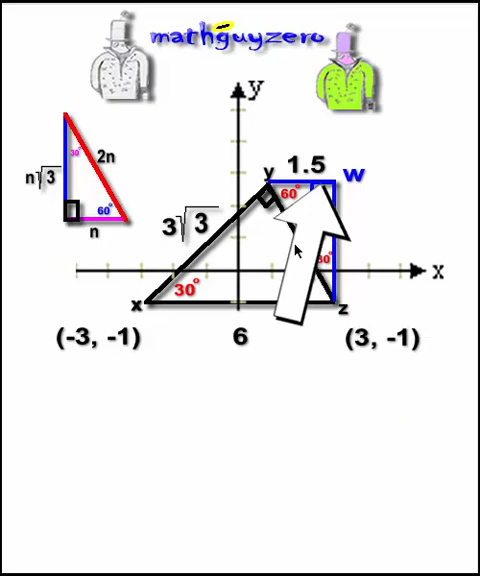 mathguyzero
y
30°
2n
n√3
60°
n
y
1.5
w
60°
3√3
30°
x
30°
x
z
(-3, -1)
6
(3, -1)